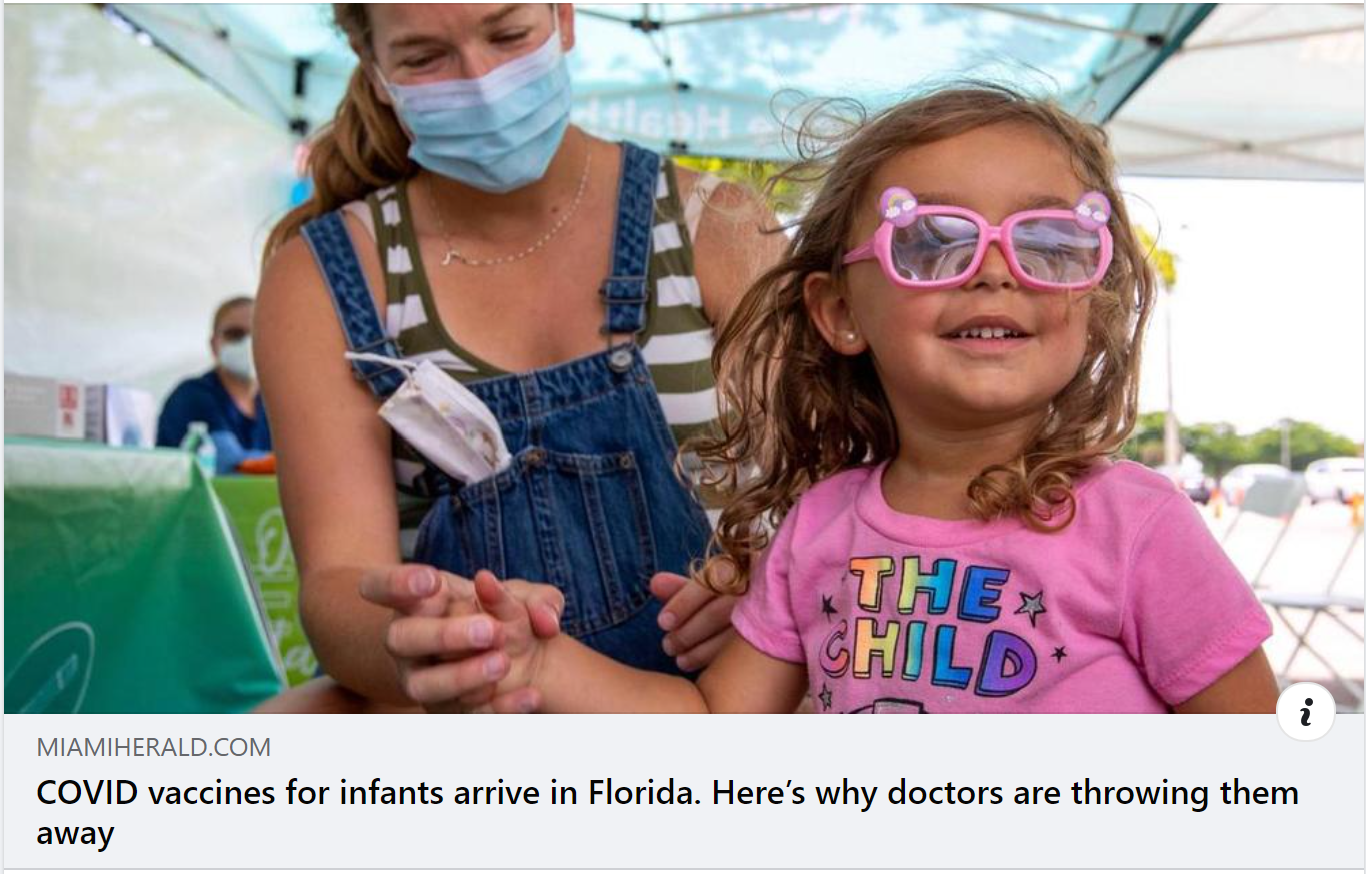 THE
CHILD
MIAMIHERALD.COM
COVID vaccines for infants arrive in Florida. Here's why doctors are throwing them
away